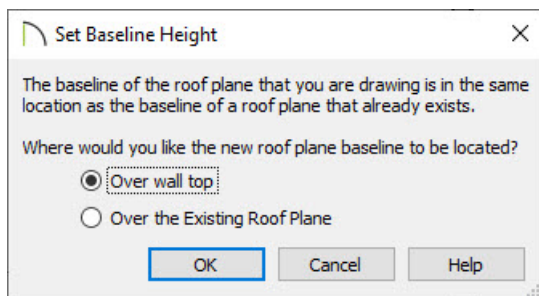 Set Baseline Height
The baseline of the roof plane that you are drawing is in the same
location as the baseline of a roof plane that already exists.
Where would you like the new roof plane baseline to be located?
Over wall top
Over the Existing Roof Plane
OK Cancel Help